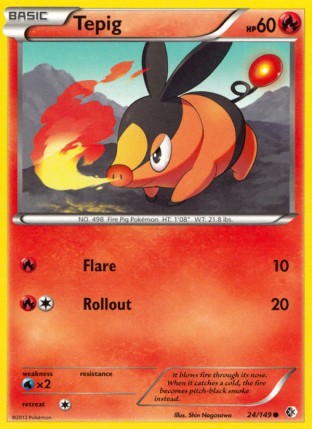 BASIC
Tepig
HP60
NO. 498 Fire Pig Pokémon HT: 1'08" WT: 21.8 lbs.
Flare 10
Rollout 20
weakness resistance
×2
retreat
It blows fire through its nose.
When it catches a cold, the fire
becomes pitch-black smoke
instead.
©2012 Pokémon
Illus. Shin Nagasawa
24/149